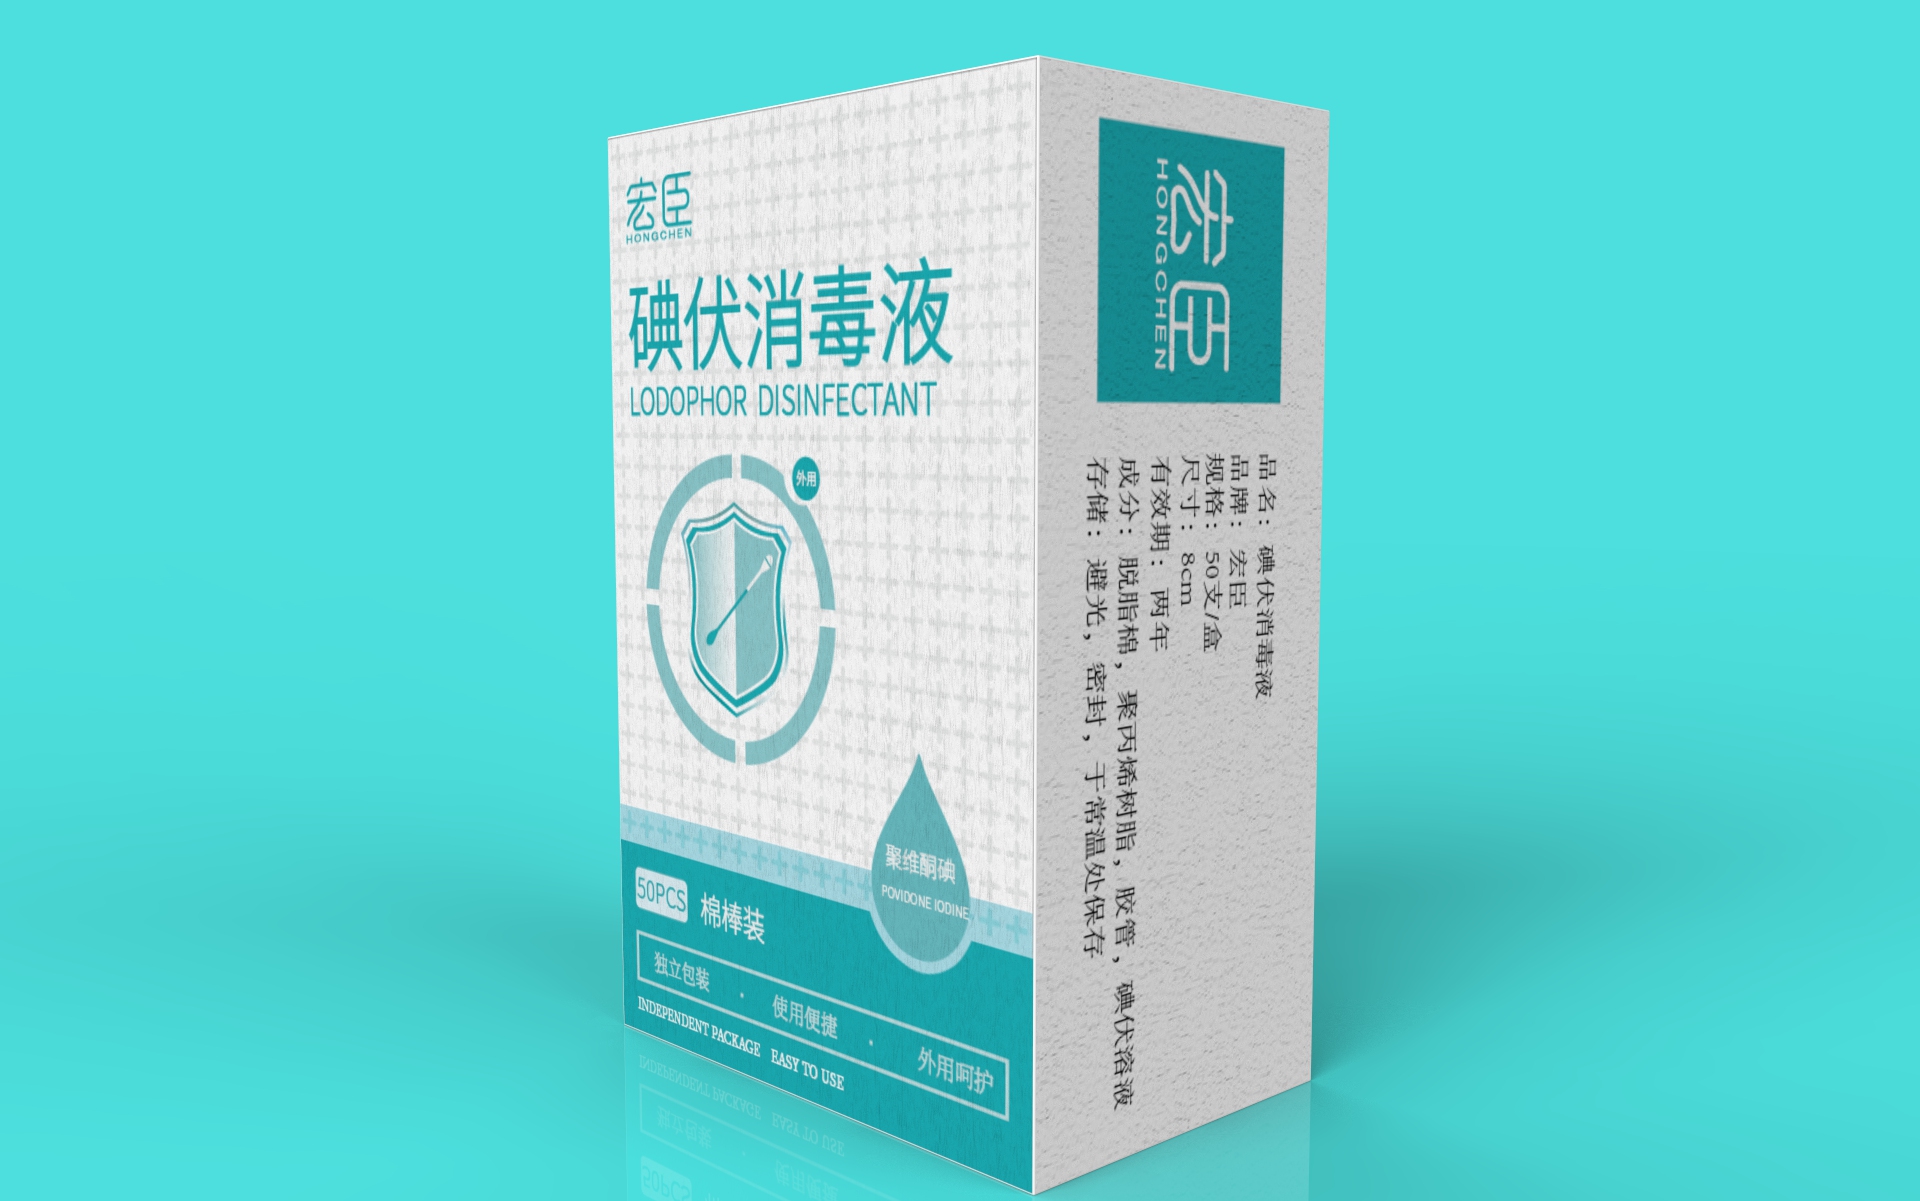 宏臣
HONGCHEN
碘伏消毒液
LODOPHOR DISINFECTANT
外用
聚维酮碘
POVIDONE IODINE
50PCS 棉棒装
独立包装 · 使用便捷 · 外用呵护
INDEPENDENT PACKAGE EASY TO USE
宏臣
HONGCHEN
品名：碘伏消毒液
品牌：宏臣
规格：50支/盒
尺寸：8cm
有效期：两年
成分：脱脂棉，聚丙烯树脂，胶管，碘伏溶液
存储：避光，密封，于常温处保存